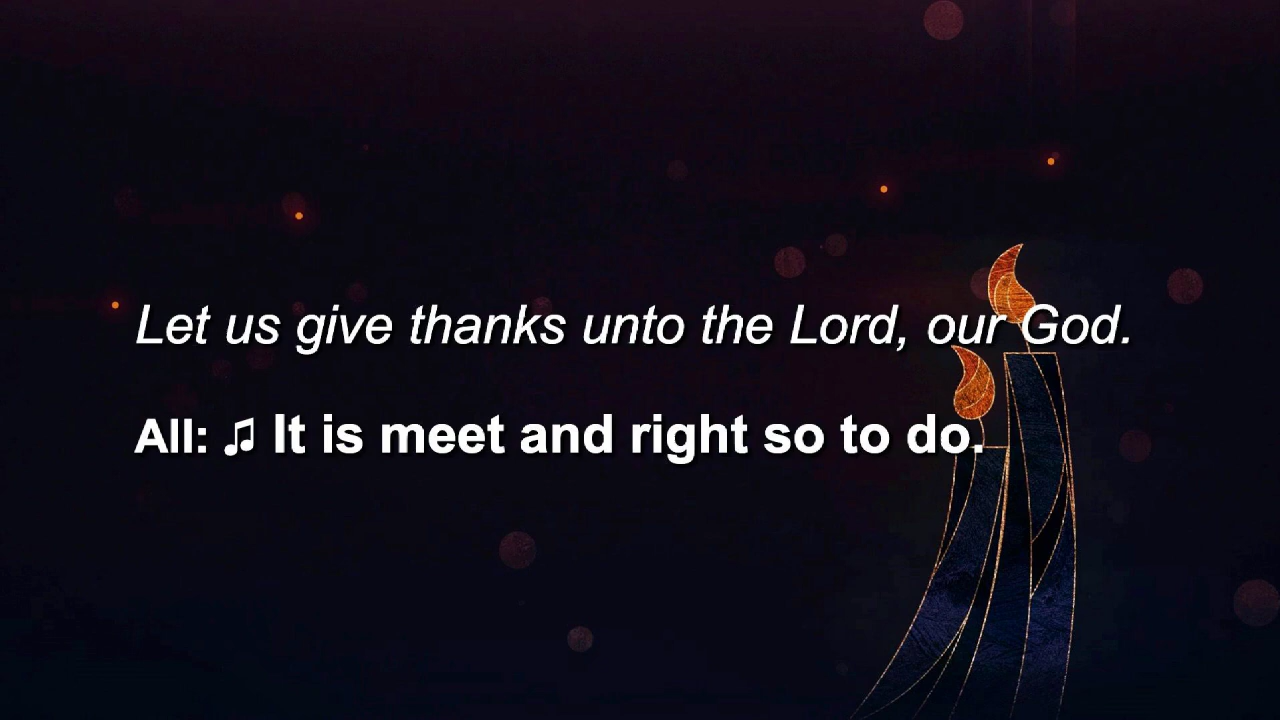 Let us give thanks unto the Lord, our God.
All: ♫ It is meet and right so to do.